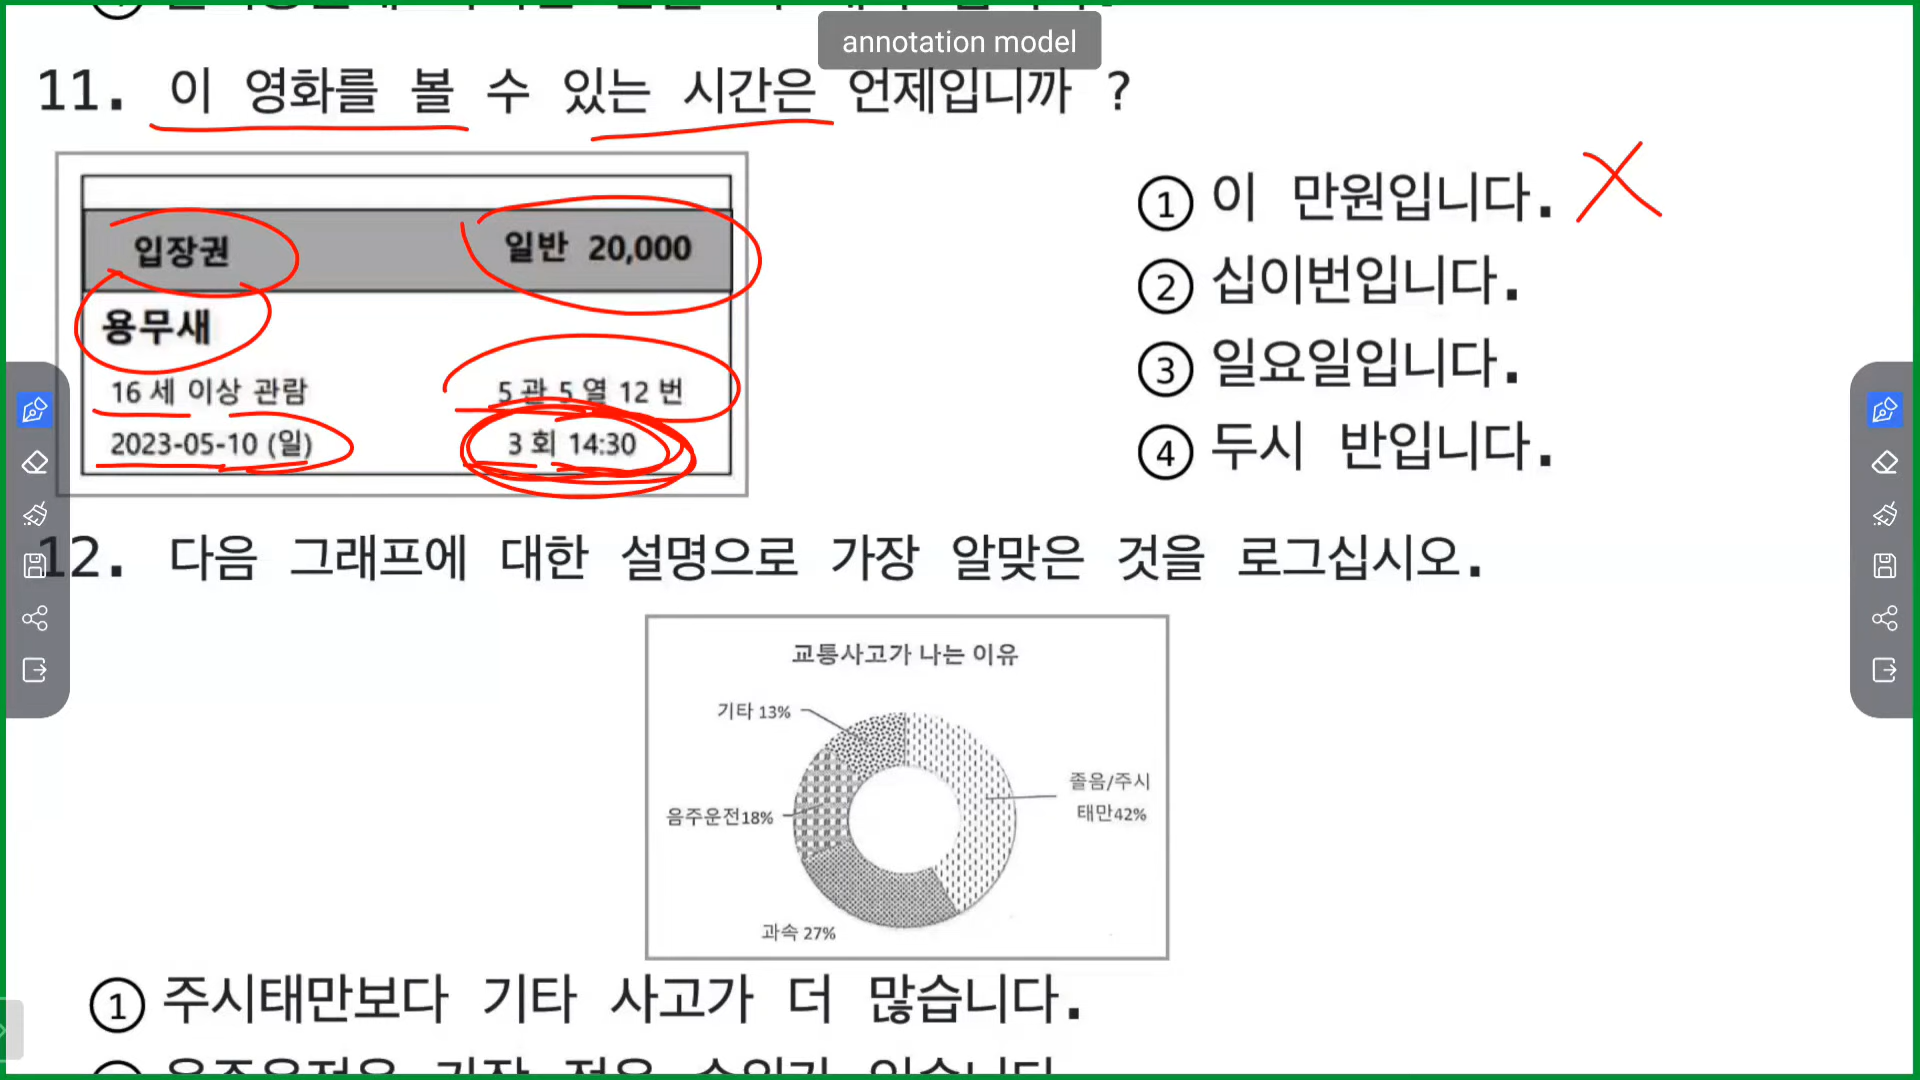 annotation model
11. 이 영화를 볼 수 있는 시간은 언제입니까 ?
입장권 일반 20,000
용무새
16 세 이상 관람 5 관 5 열 12 번
2023-05-10 (일) 3 회 14:30
① 이 만원입니다.
② 십이번입니다.
③ 일요일입니다.
④ 두시 반입니다.
12. 다음 그래프에 대한 설명으로 가장 알맞은 것을 로그십시오.
교통사고가 나는 이유
기타 13%
졸음/주시
태만42%
음주운전18%
과속 27%
① 주시태만보다 기타 사고가 더 많습니다.